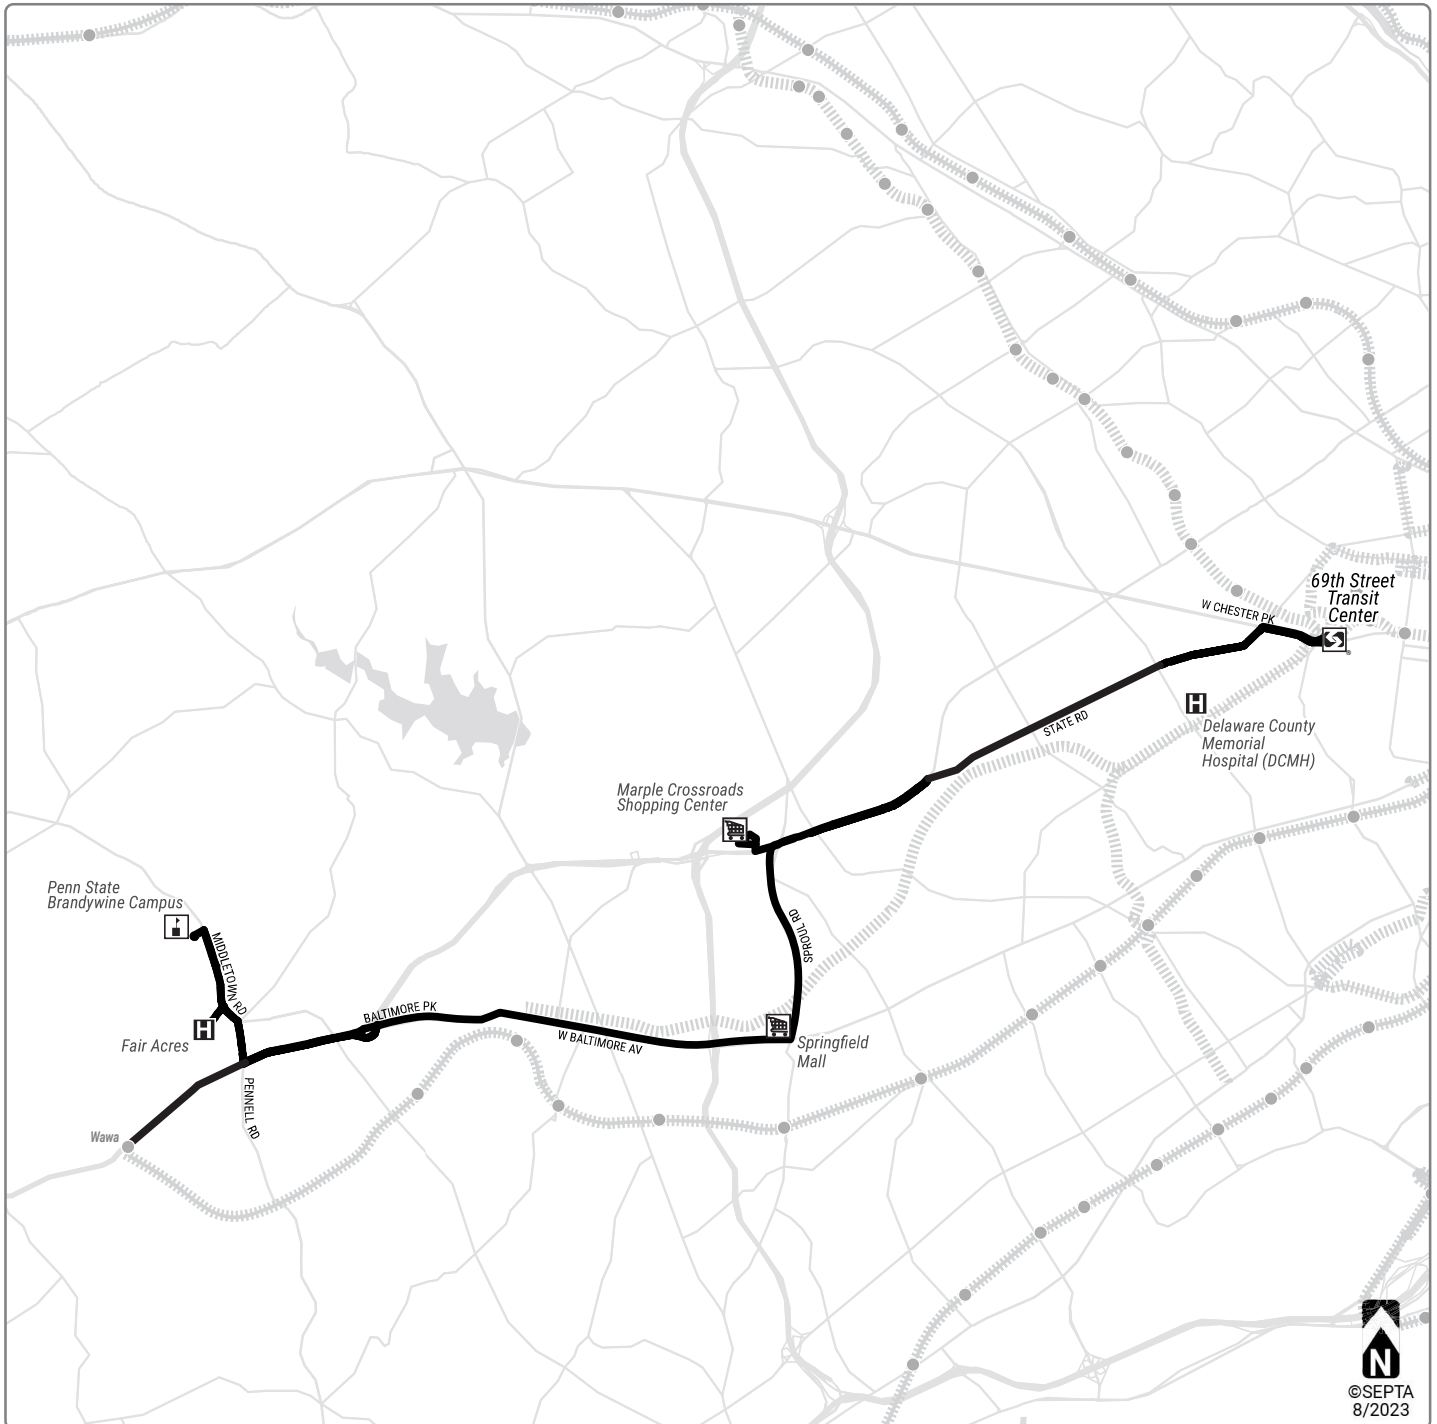 69th Street
Transit
Center
W CHESTER PK
STATE RD
H
Delaware County
Memorial
Hospital (DCMH)
Marple Crossroads
Shopping Center
Penn State
Brandywine Campus
MIDDLETOWN RD
SPROUL RD
BALTIMORE PK
H
Fair Acres
W BALTIMORE AV
Springfield
Mall
PENNELL RD
Wawa
N
©SEPTA
8/2023